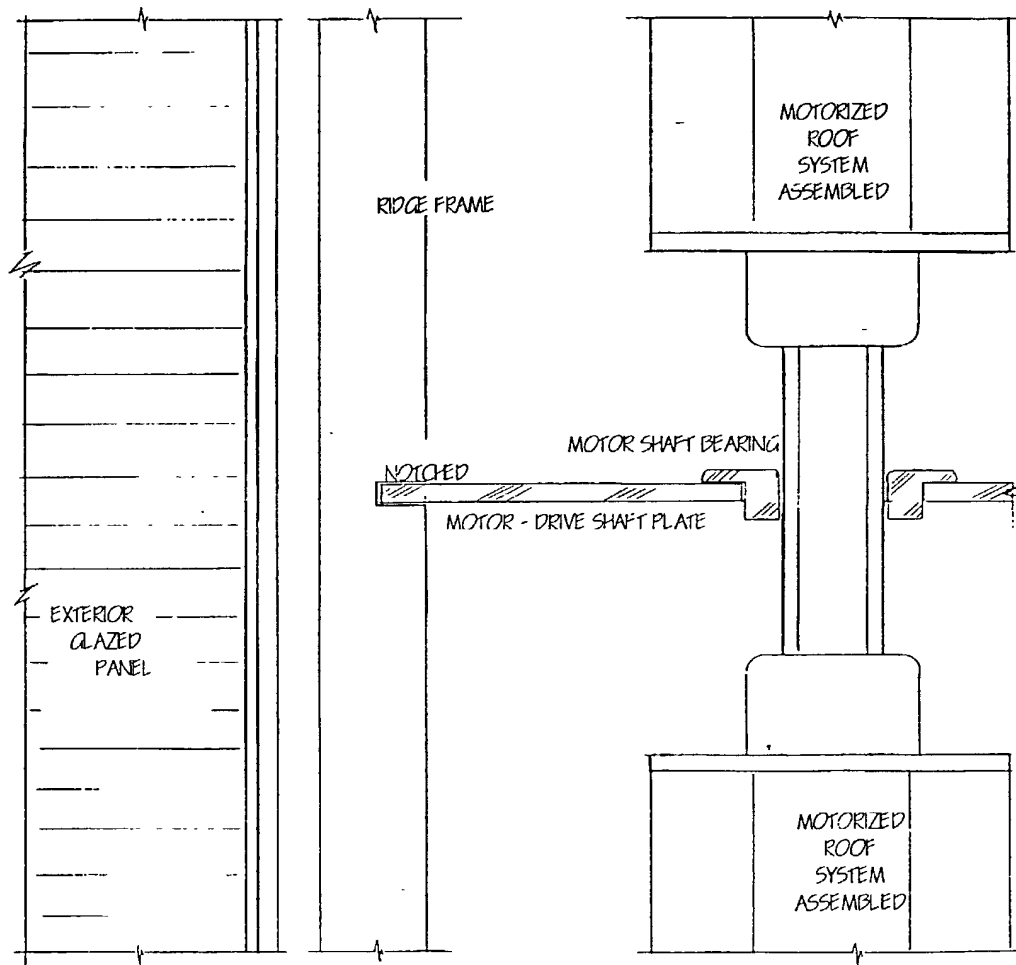 MOTORIZED
ROOF
SYSTEM
ASSEMBLED
RIDGE FRAME
MOTOR SHAFT BEARING
NOTCHED
MOTOR - DRIVE SHAFT PLATE
EXTERIOR
GLAZED
PANEL
MOTORIZED
ROOF
SYSTEM
ASSEMBLED